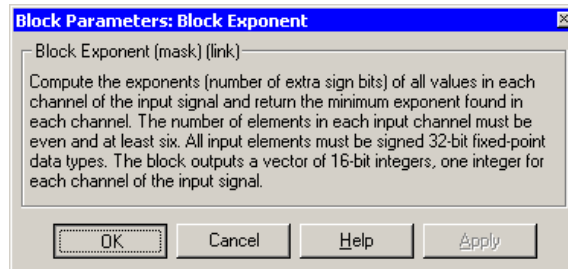 Block Parameters: Block Exponent
Block Exponent (mask) (link)
Compute the exponents (number of extra sign bits) of all values in each
channel of the input signal and return the minimum exponent found in
each channel. The number of elements in each input channel must be
even and at least six. All input elements must be signed 32-bit fixed-point
data types. The block outputs a vector of 16-bit integers, one integer for
each channel of the input signal.
OK Cancel Help Apply